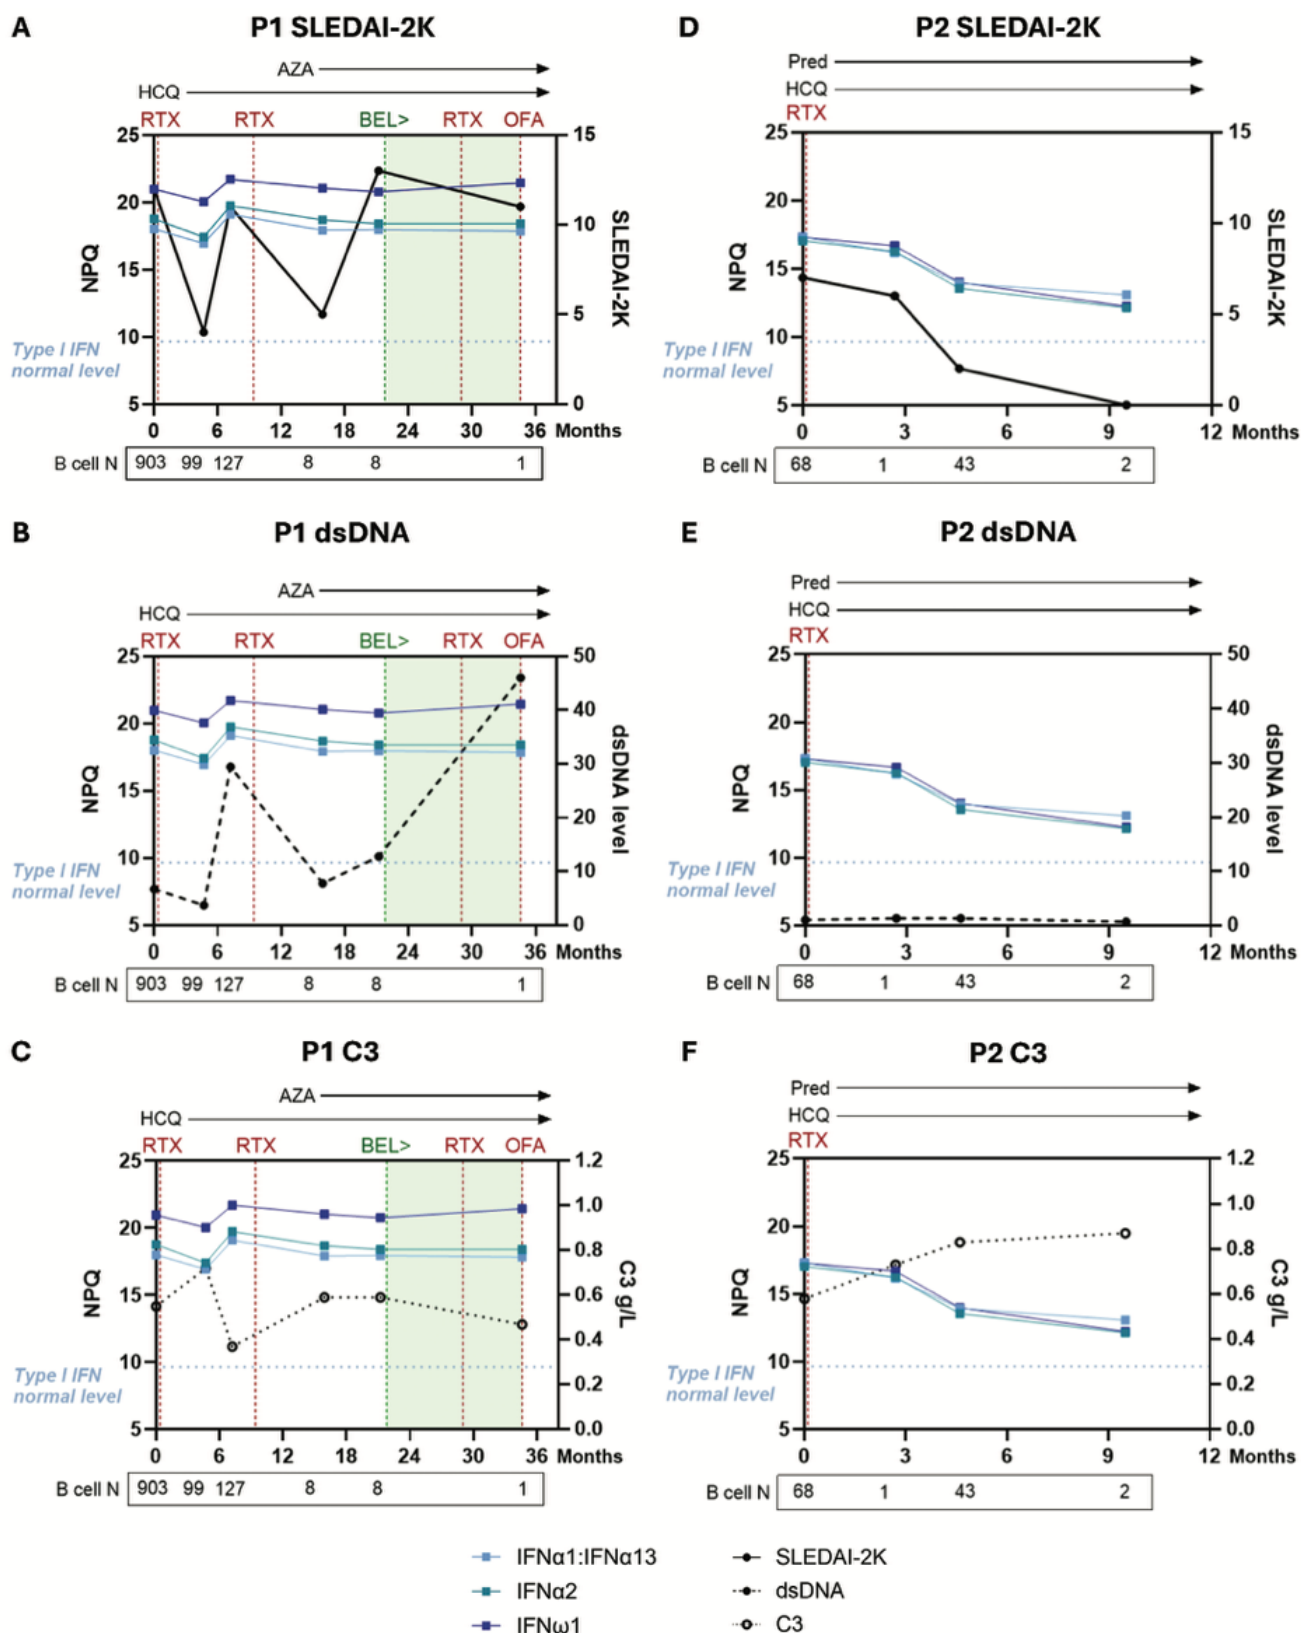 A
P1 SLEDAI-2K
AZA
HCQ
RTX RTX BEL> RTX OFA
25
20
15
10
5
NPQ
15
10
5
0
SLEDAI-2K
Type I IFN
normal level
0 6 12 18 24 30 36 Months
B cell N 903 99 127 8 8 1
D
P2 SLEDAI-2K
Pred
HCQ
RTX
25
20
15
10
5
NPQ
15
10
5
0
SLEDAI-2K
Type I IFN
normal level
0 3 6 9 12 Months
B cell N 68 1 43 2
B
P1 dsDNA
AZA
HCQ
RTX RTX BEL> RTX OFA
25
20
15
10
5
NPQ
50
40
30
20
10
0
dsDNA level
Type I IFN
normal level
0 6 12 18 24 30 36 Months
B cell N 903 99 127 8 8 1
E
P2 dsDNA
Pred
HCQ
RTX
25
20
15
10
5
NPQ
50
40
30
20
10
0
dsDNA level
Type I IFN
normal level
0 3 6 9 12 Months
B cell N 68 1 43 2
C
P1 C3
AZA
HCQ
RTX RTX BEL> RTX OFA
25
20
15
10
5
NPQ
1.2
1.0
0.8
0.6
0.4
0.2
0.0
C3 g/L
Type I IFN
normal level
0 6 12 18 24 30 36 Months
B cell N 903 99 127 8 8 1
F
P2 C3
Pred
HCQ
RTX
25
20
15
10
5
NPQ
1.2
1.0
0.8
0.6
0.4
0.2
0.0
C3 g/L
Type I IFN
normal level
0 3 6 9 12 Months
B cell N 68 1 43 2
IFNα1:IFNα13
IFNα2
IFNω1
SLEDAI-2K
dsDNA
C3